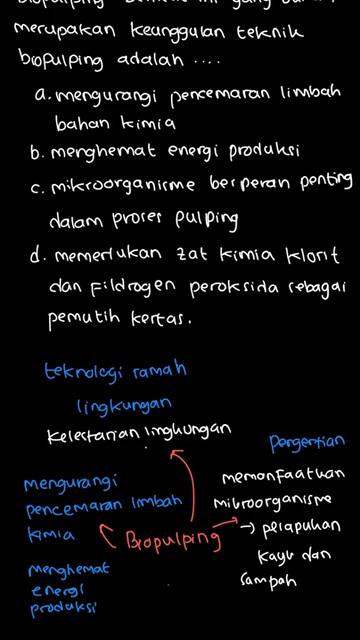 merupakan keunggulan teknik
biopulping adalah ....
a. mengurangi pencemaran limbah
bahan kimia
b. menghemat energi produksi
c. mikroorganisme berperan penting
dalam proses pulping
d. memerlukan zat kimia klorit
dan Fildrogen peroksida sebagai
pemutih kertas.
teknologi ramah
lingkungan
Kelestarian lingkungan
Pengertian
mengurangi
pencemaran limbah
kimia
menghemat
energi
produksi
Biopulping
memanfaatkan
mikroorganisme
→ pelapukan
kayu dan
sampah